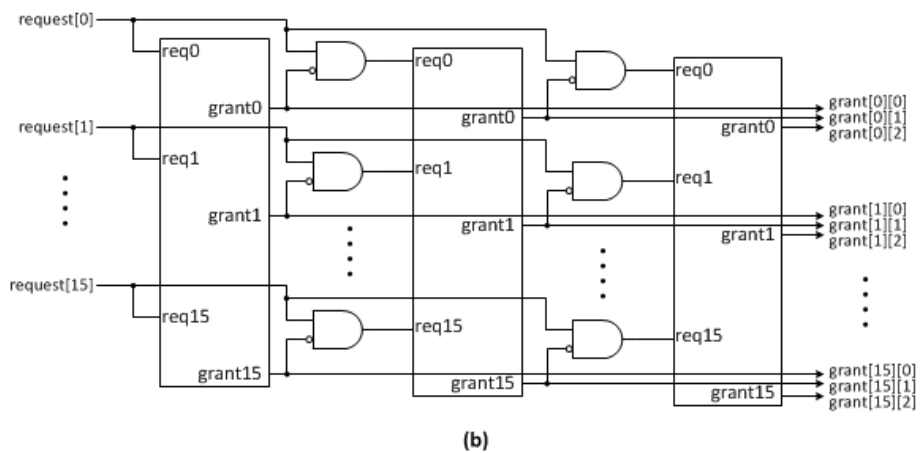 request[0]
req0
req0
req0
grant0
grant[0][0]
grant[0][1]
grant0
grant[0][2]
grant0
request[1]
req1
req1
req1
grant1
grant[1][0]
grant1
grant[1][1]
grant1
grant[1][2]
request[15]
req15
req15
req15
grant15
grant[15][0]
grant15
grant[15][1]
grant15
grant[15][2]
(b)